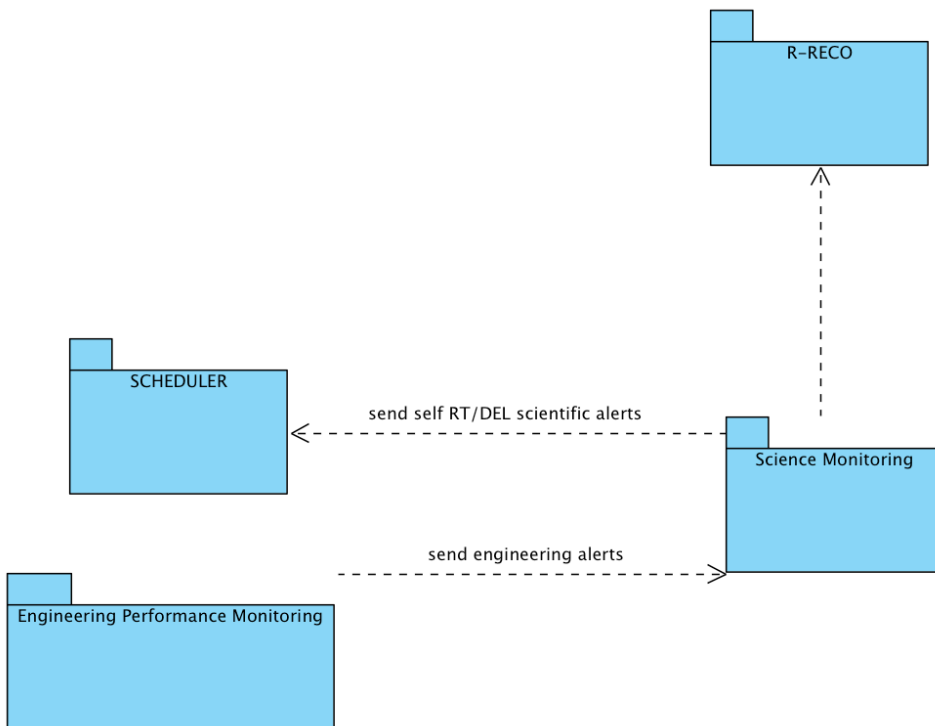 R-RECO
SCHEDULER
send self RT/DEL scientific alerts
Science Monitoring
send engineering alerts
Engineering Performance Monitoring